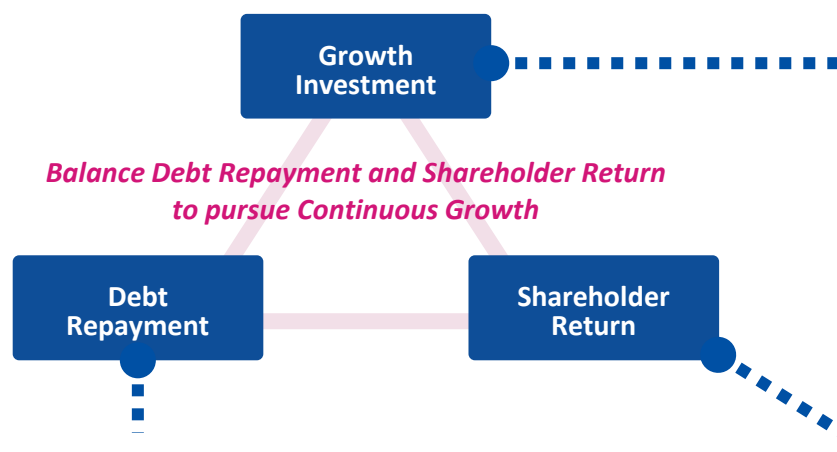 Growth
Investment
Balance Debt Repayment and Shareholder Return
to pursue Continuous Growth
Debt
Repayment
Shareholder
Return